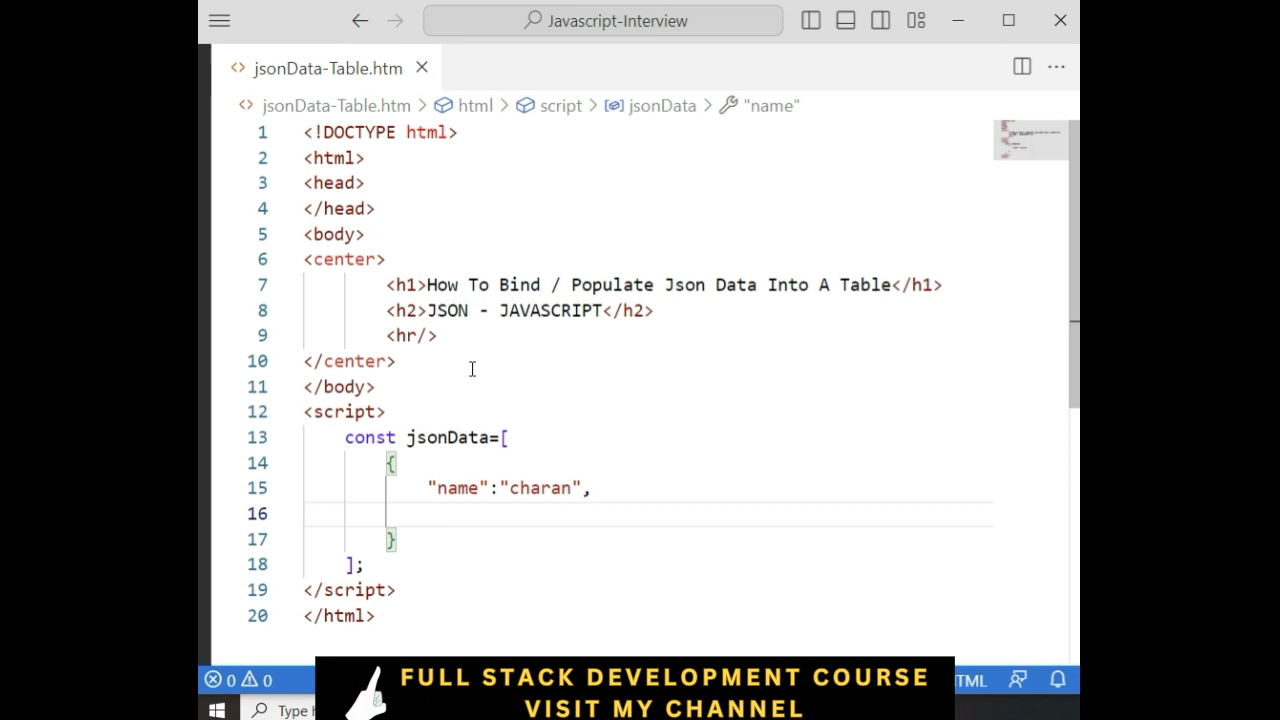 Javascript-Interview
jsonData-Table.htm
jsonData-Table.htm > html > script > jsonData > "name"
1 <!DOCTYPE html>
2 <html>
3 <head>
4 </head>
5 <body>
6 <center>
7 <h1>How To Bind / Populate Json Data Into A Table</h1>
8 <h2>JSON - JAVASCRIPT</h2>
9 <hr/>
10 </center>
11 </body>
12 <script>
13 const jsonData=[
14 {
15 "name":"charan",
16
17 }
18 ];
19 </script>
20 </html>
0 0
TML
FULL STACK DEVELOPMENT COURSE
VISIT MY CHANNEL
Type